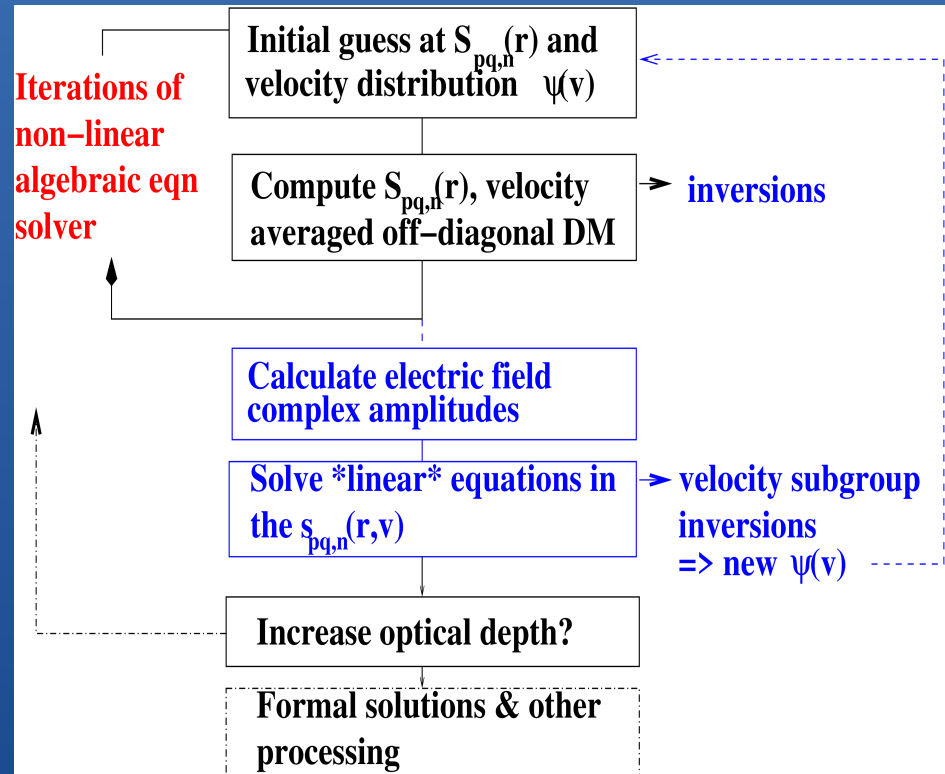 Initial guess at S_pq,n(r) and
velocity distribution ψ(v)
Iterations of
non–linear
algebraic eqn
solver
Compute S_pq,n(r), velocity
averaged off–diagonal DM
inversions
Calculate electric field
complex amplitudes
Solve *linear* equations in
the s_pq,n(r,v)
velocity subgroup
inversions
=> new ψ(v)
Increase optical depth?
Formal solutions & other
processing